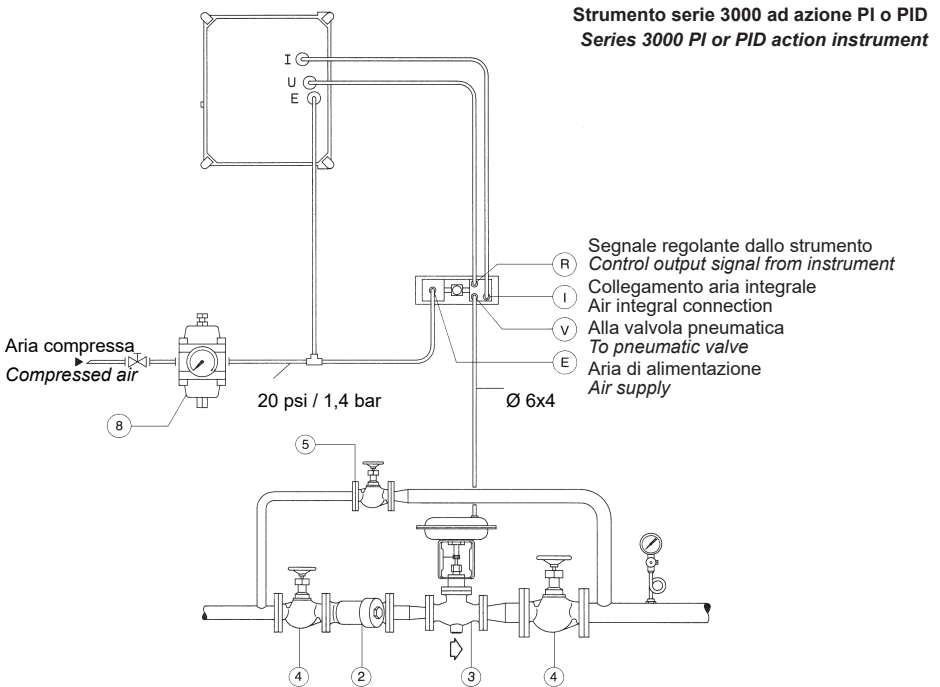 Strumento serie 3000 ad azione PI o PID
Series 3000 PI or PID action instrument
I
U
E
R
Segnale regolante dallo strumento
Control output signal from instrument
I
Collegamento aria integrale
Air integral connection
V
Alla valvola pneumatica
To pneumatic valve
E
Aria di alimentazione
Air supply
Aria compressa
Compressed air
20 psi / 1,4 bar
Ø 6x4
8
5
4
2
3
4